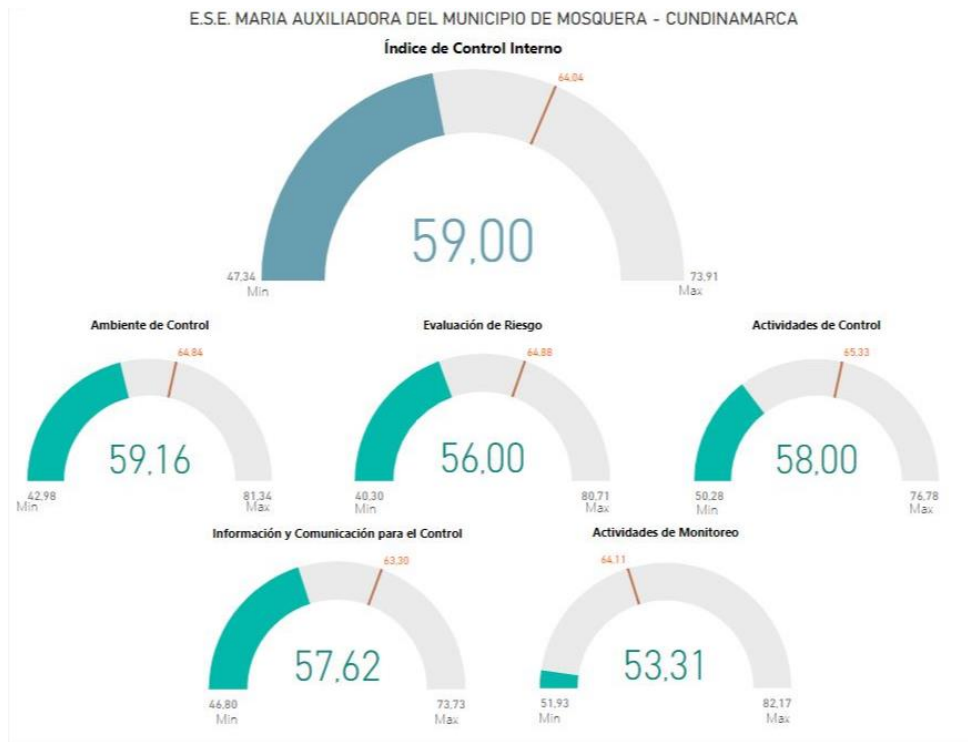 E.S.E. MARIA AUXILIADORA DEL MUNICIPIO DE MOSQUERA - CUNDINAMARCA
Índice de Control Interno
64,04
59,00
47,34
Min
73,91
Max
Ambiente de Control
64,84
59,16
42,98
Min
81,34
Max
Evaluación de Riesgo
64,88
56,00
40,30
Min
80,71
Max
Actividades de Control
65,33
58,00
50,28
Min
76,78
Max
Información y Comunicación para el Control
63,30
57,62
46,80
Min
73,73
Max
Actividades de Monitoreo
64,11
53,31
51,93
Min
82,17
Max